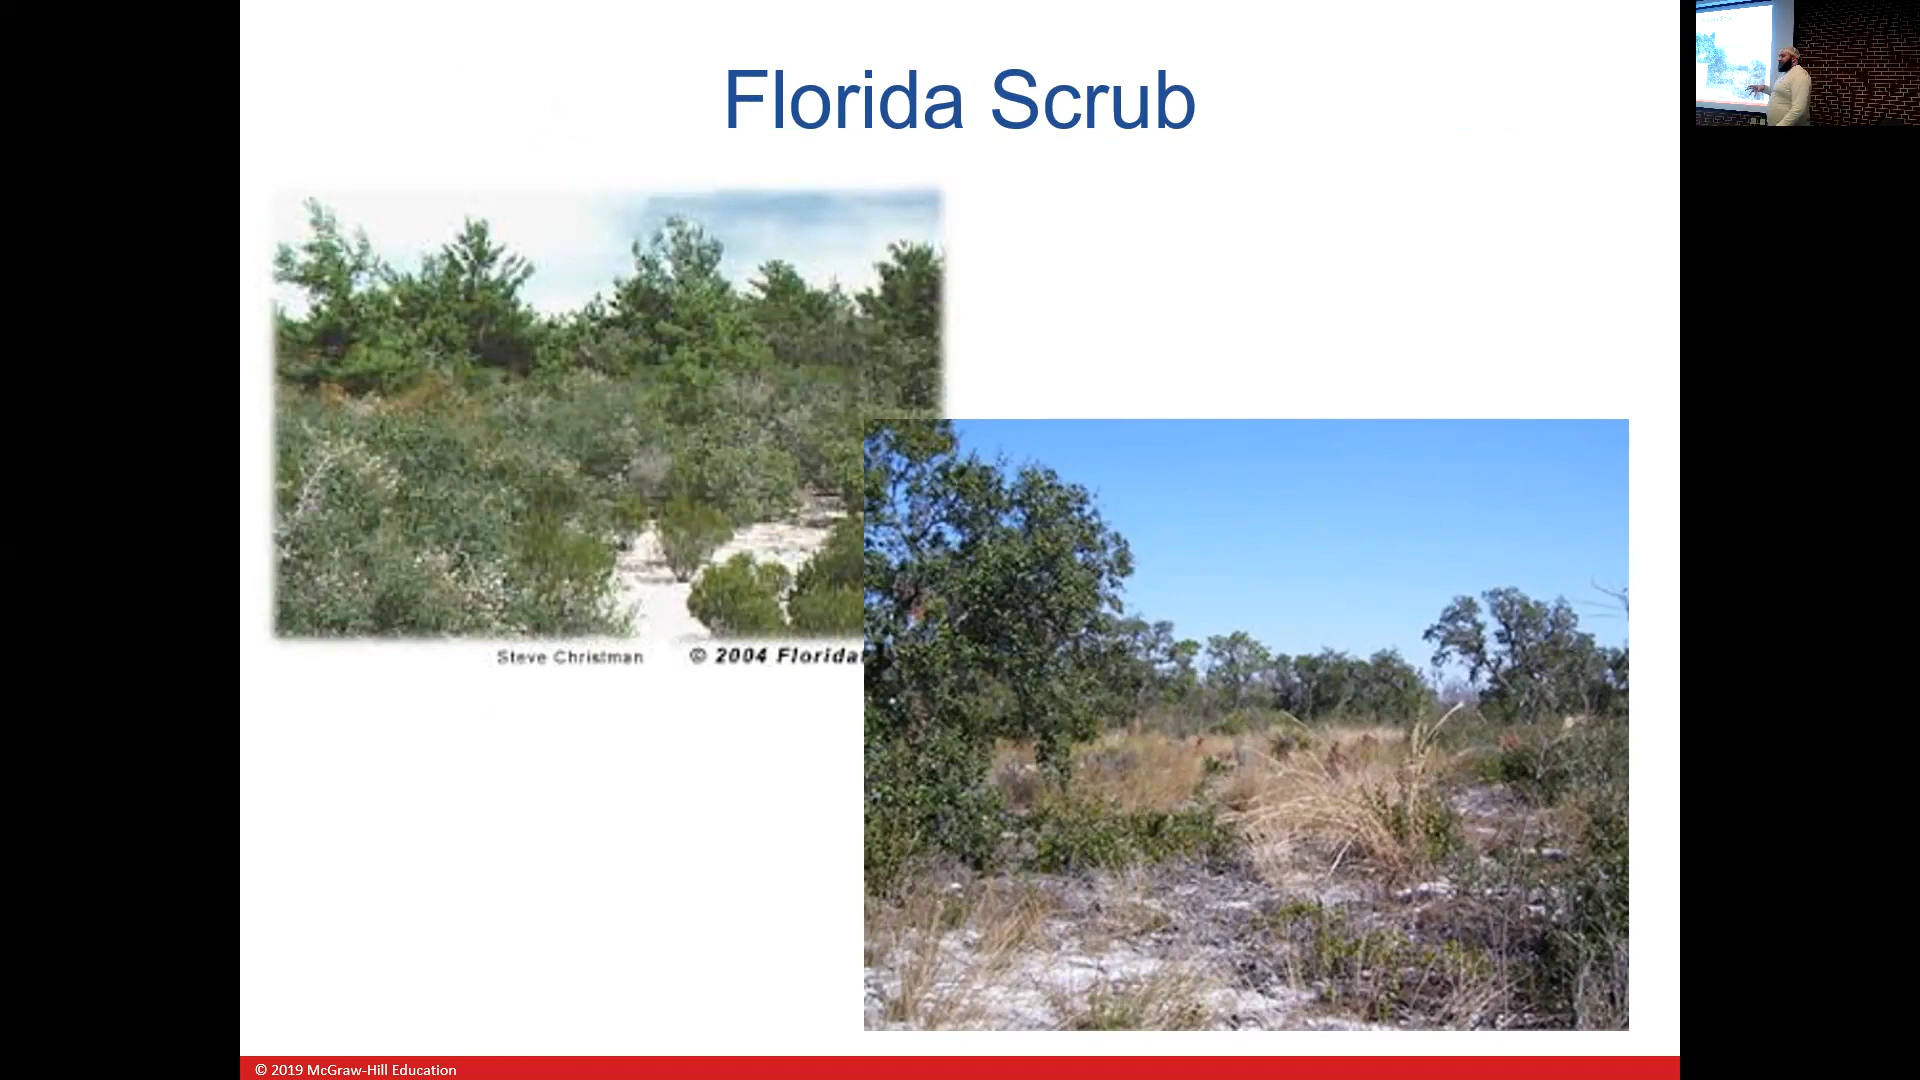 Florida Scrub
Steve Christman © 2004 Florida
© 2019 McGraw-Hill Education